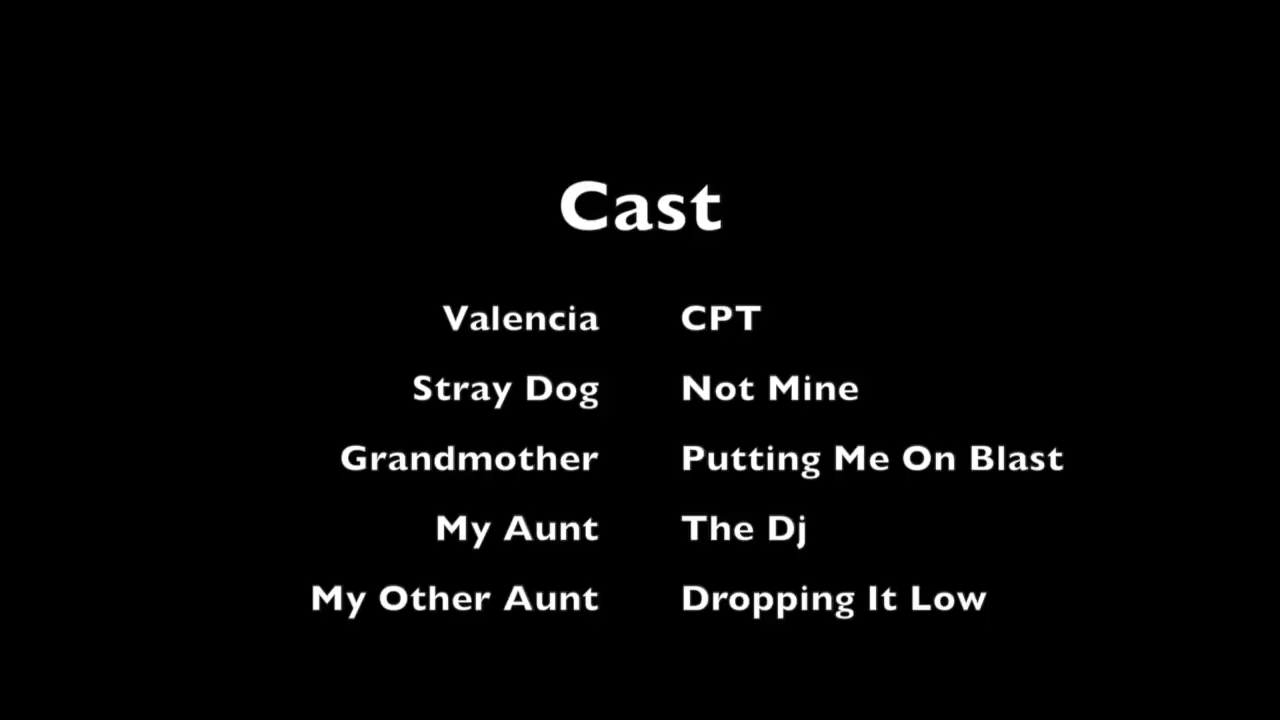 Cast
Valencia CPT
Stray Dog Not Mine
Grandmother Putting Me On Blast
My Aunt The Dj
My Other Aunt Dropping It Low